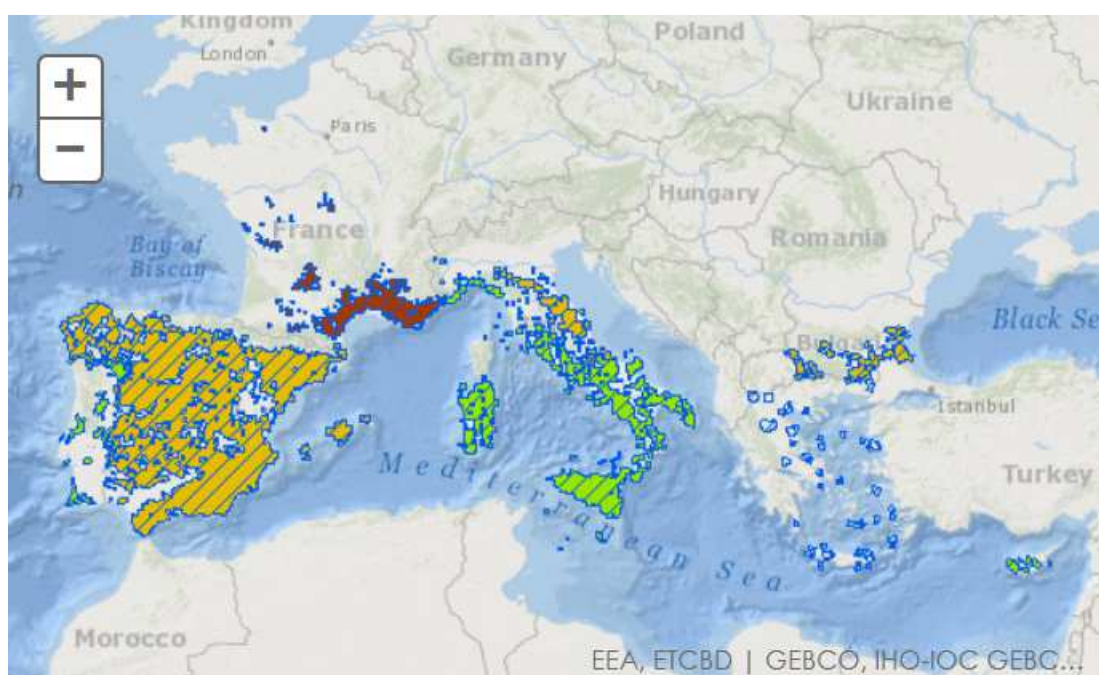 Kingdom
London
Poland
Germany
Ukraine
Paris
Hungary
France
Romania
Bay of
Biscay
Black Se
Bulga
Istanbul
Mediterranean Sea
Turkey
Morocco
EEA, ETCBD | GEBCO, IHO-IOC GEBC...
+
−